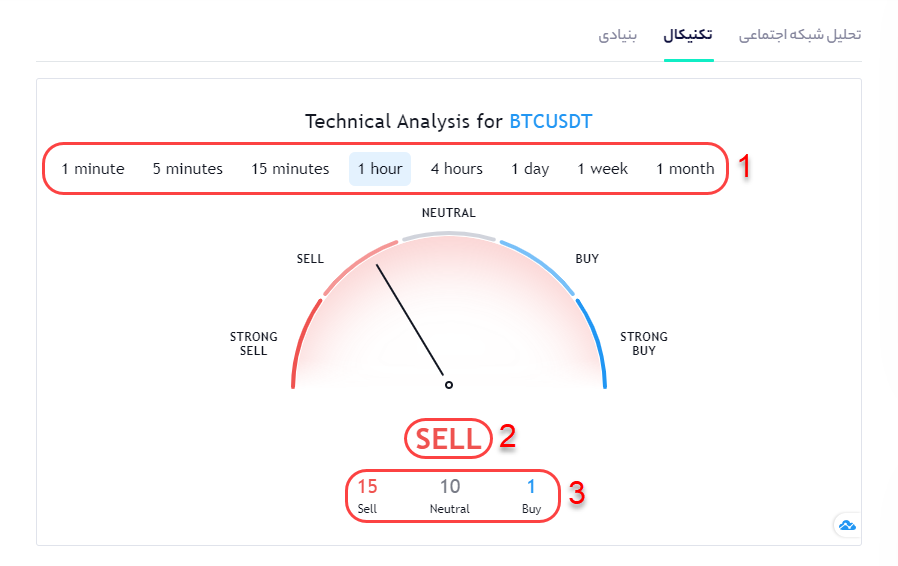 تحلیل شبکه اجتماعی تکنیکال بنیادی
Technical Analysis for BTCUSDT
1 minute 5 minutes 15 minutes 1 hour 4 hours 1 day 1 week 1 month 1
NEUTRAL
SELL BUY
STRONG SELL
STRONG BUY
SELL 2
15 10 1 3
Sell Neutral Buy